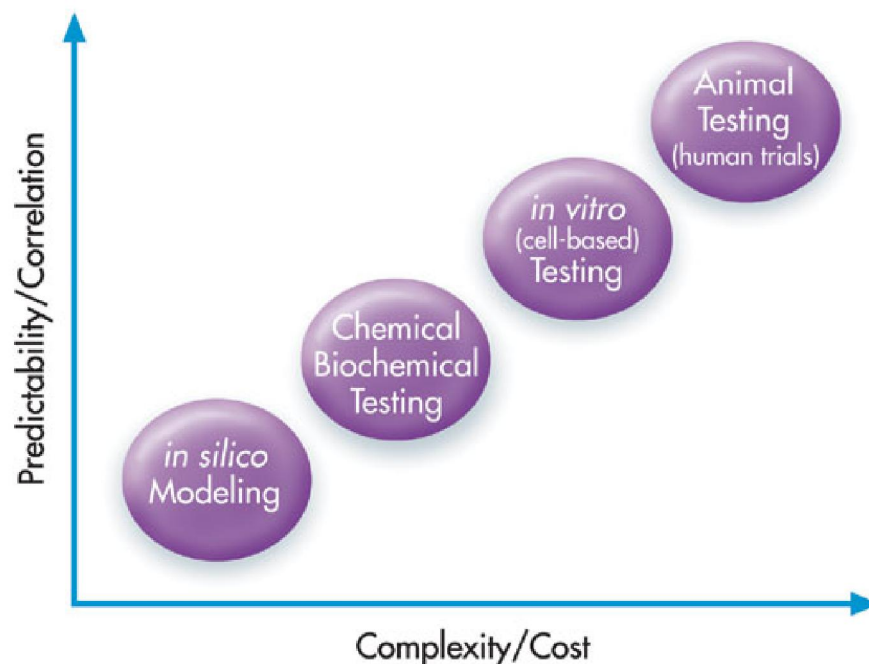 Predictability/Correlation
Animal
Testing
(human trials)
in vitro
(cell-based)
Testing
Chemical
Biochemical
Testing
in silico
Modeling
Complexity/Cost